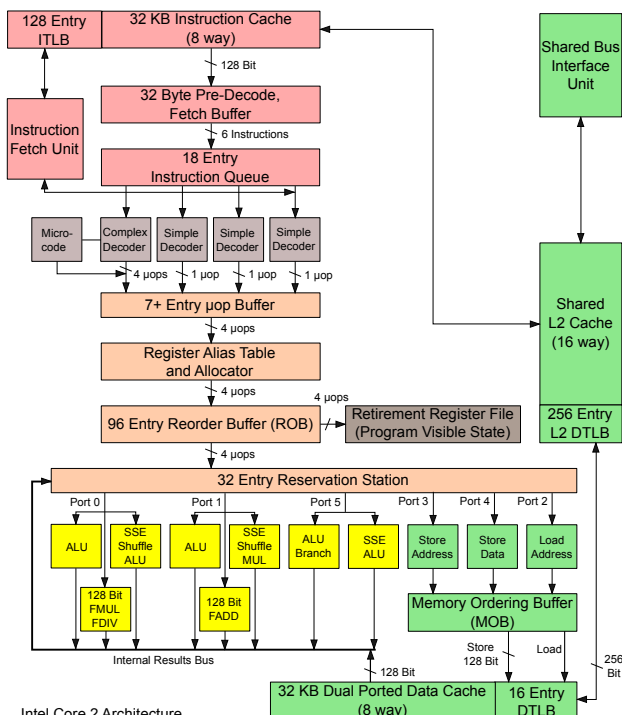 128 Entry
ITLB
32 KB Instruction Cache
(8 way)
128 Bit
32 Byte Pre-Decode,
Fetch Buffer
Instruction
Fetch Unit
6 Instructions
18 Entry
Instruction Queue
Micro-
code
Complex
Decoder
Simple
Decoder
Simple
Decoder
Simple
Decoder
4 µops
1 µop
1 µop
1 µop
7+ Entry µop Buffer
4 µops
Register Alias Table
and Allocator
4 µops
4 µops
96 Entry Reorder Buffer (ROB)
Retirement Register File
(Program Visible State)
4 µops
32 Entry Reservation Station
Port 0
Port 1
Port 5
Port 3
Port 4
Port 2
ALU
SSE
Shuffle
ALU
ALU
SSE
Shuffle
MUL
ALU
Branch
SSE
ALU
Store
Address
Store
Data
Load
Address
128 Bit
FMUL
FDIV
128 Bit
FADD
Memory Ordering Buffer
(MOB)
Internal Results Bus
Store
128 Bit
Load
128 Bit
256
Bit
32 KB Dual Ported Data Cache
(8 way)
16 Entry
DTLB
Shared Bus
Interface
Unit
Shared
L2 Cache
(16 way)
256 Entry
L2 DTLB
Intel Core 2 Architecture